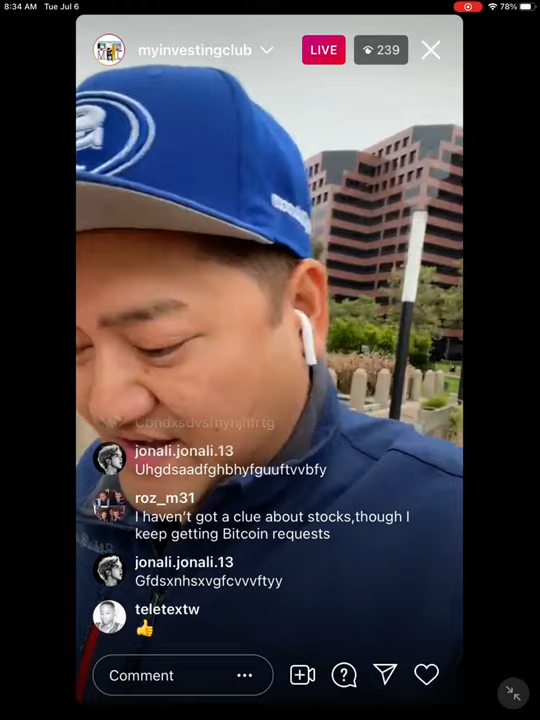 8:34 AM Tue Jul 6
78%
myinvestingclub
LIVE
239
jonali.jonali.13
Uhgdsaadfghbhyfguuftvvbfy
roz_m31
I haven't got a clue about stocks,though I
keep getting Bitcoin requests
jonali.jonali.13
Gfdsxnhsxvgfcvvvftyy
teletextw
👍
Comment